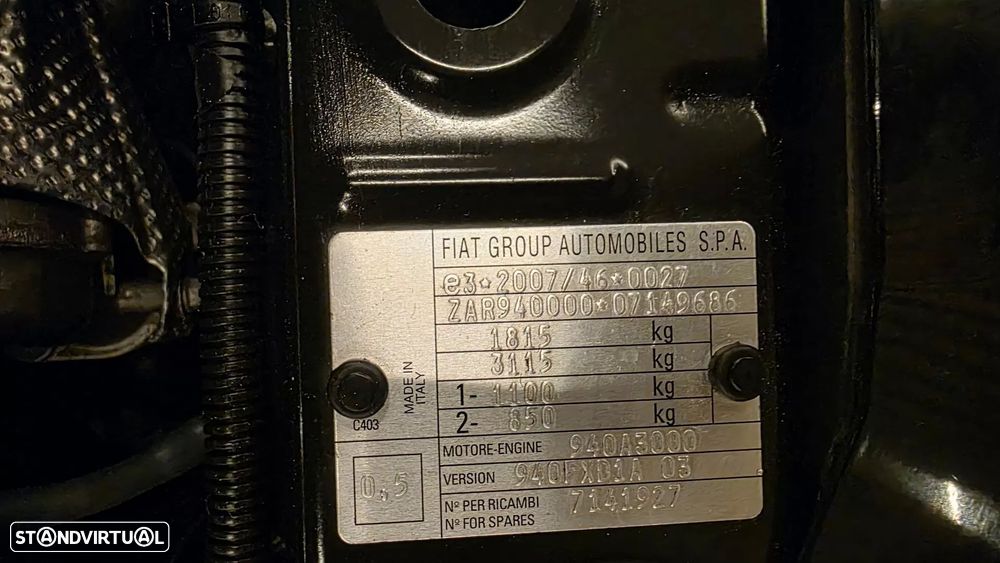 FIAT GROUP AUTOMOBILES S.P.A.
e3*2007/46*0027
ZAR940000*07149686
1815 kg
3115 kg
1- 1100 kg
2- 850 kg
MADE IN
ITALY
C403
0,5
MOTORE-ENGINE 940A3000
VERSION 940FXD1A 03
Nº PER RICAMBI
Nº FOR SPARES
7141927
STANDVIRTUAL